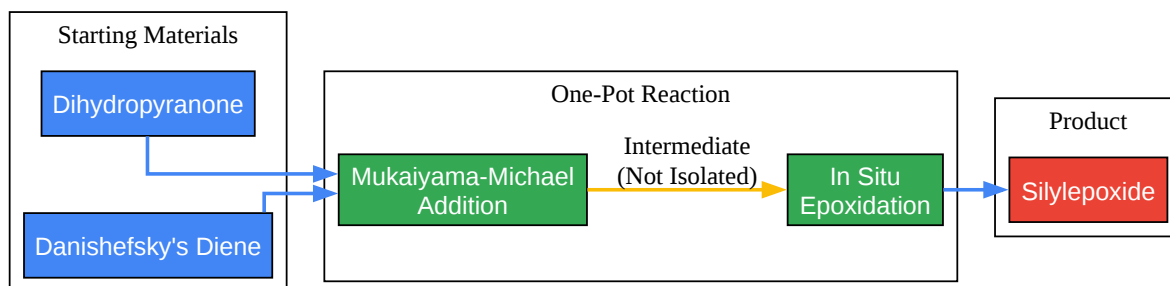 Starting Materials
Dihydropyranone
Danishefsky's Diene
One-Pot Reaction
Mukaiyama-Michael
Addition
Intermediate
(Not Isolated)
In Situ
Epoxidation
Product
Silylepoxide